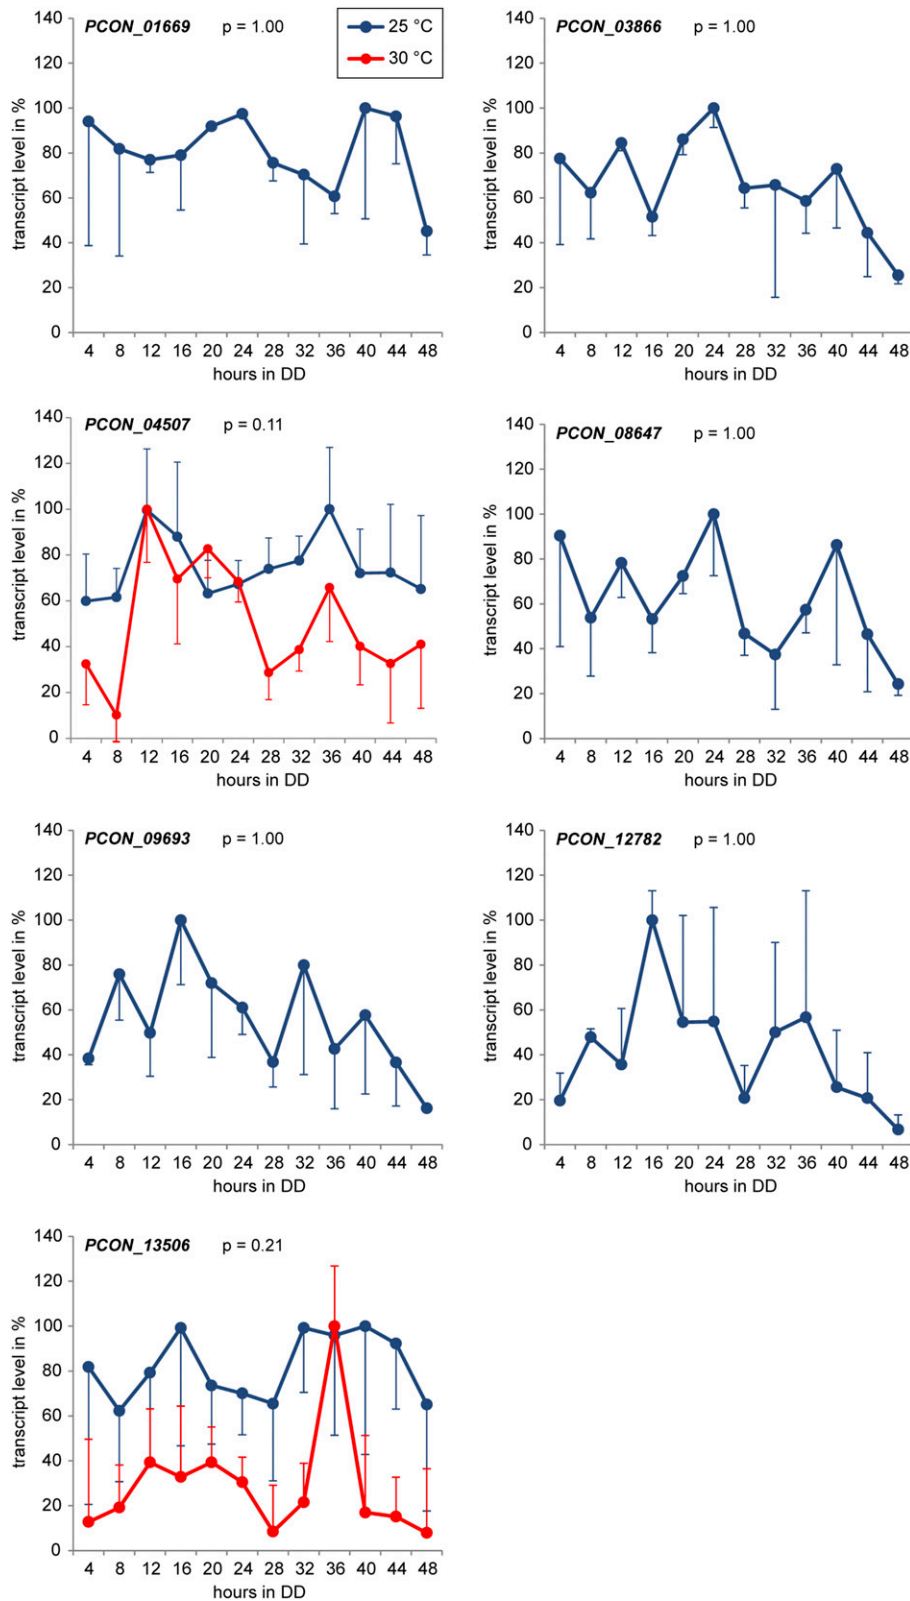 PCON_01669 p = 1.00
25 °C
30 °C
transcript level in %
140
120
100
80
60
40
20
0
4 8 12 16 20 24 28 32 36 40 44 48
hours in DD
PCON_03866 p = 1.00
transcript level in %
140
120
100
80
60
40
20
0
4 8 12 16 20 24 28 32 36 40 44 48
hours in DD
PCON_04507 p = 0.11
transcript level in %
140
120
100
80
60
40
20
0
4 8 12 16 20 24 28 32 36 40 44 48
hours in DD
PCON_08647 p = 1.00
transcript level in %
140
120
100
80
60
40
20
0
4 8 12 16 20 24 28 32 36 40 44 48
hours in DD
PCON_09693 p = 1.00
transcript level in %
140
120
100
80
60
40
20
0
4 8 12 16 20 24 28 32 36 40 44 48
hours in DD
PCON_12782 p = 1.00
transcript level in %
140
120
100
80
60
40
20
0
4 8 12 16 20 24 28 32 36 40 44 48
hours in DD
PCON_13506 p = 0.21
transcript level in %
140
120
100
80
60
40
20
0
4 8 12 16 20 24 28 32 36 40 44 48
hours in DD